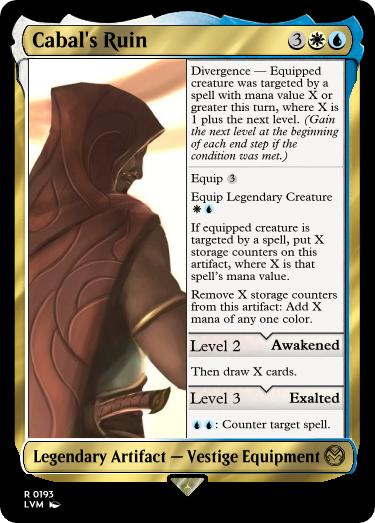 Cabal's Ruin 3
Divergence — Equipped
creature was targeted by a
spell with mana value X or
greater this turn, where X is
1 plus the next level. (Gain
the next level at the beginning
of each end step if the
condition was met.)
Equip 3
Equip Legendary Creature
If equipped creature is
targeted by a spell, put X
storage counters on this
artifact, where X is that
spell's mana value.
Remove X storage counters
from this artifact: Add X
mana of any one color.
Level 2 Awakened
Then draw X cards.
Level 3 Exalted
: Counter target spell.
Legendary Artifact — Vestige Equipment
R 0193
LVM